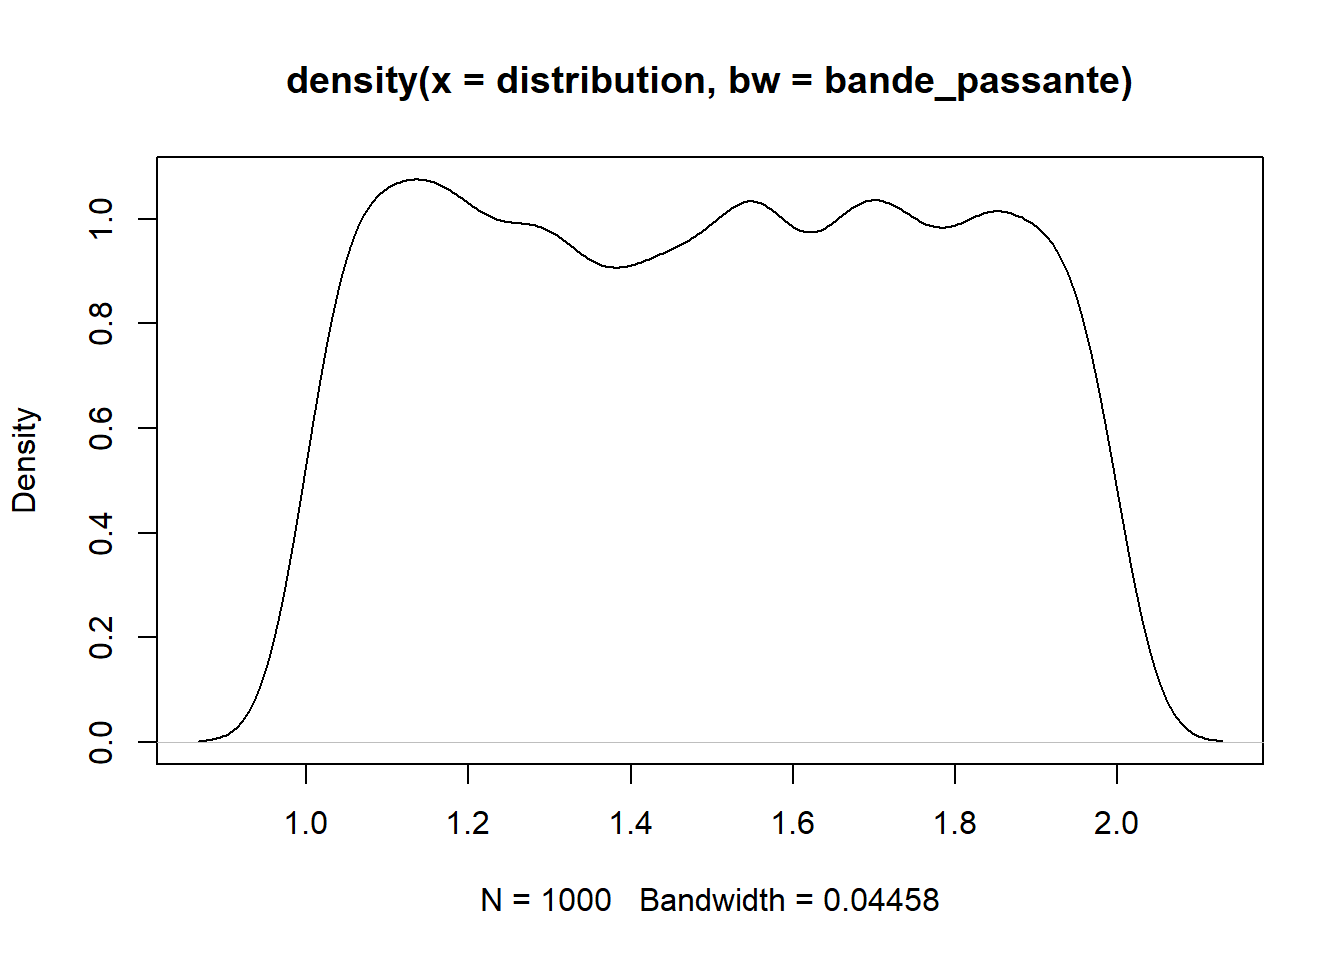 density(x = distribution, bw = bande_passante)
Density
0.0 0.2 0.4 0.6 0.8 1.0
1.0 1.2 1.4 1.6 1.8 2.0
N = 1000 Bandwidth = 0.04458